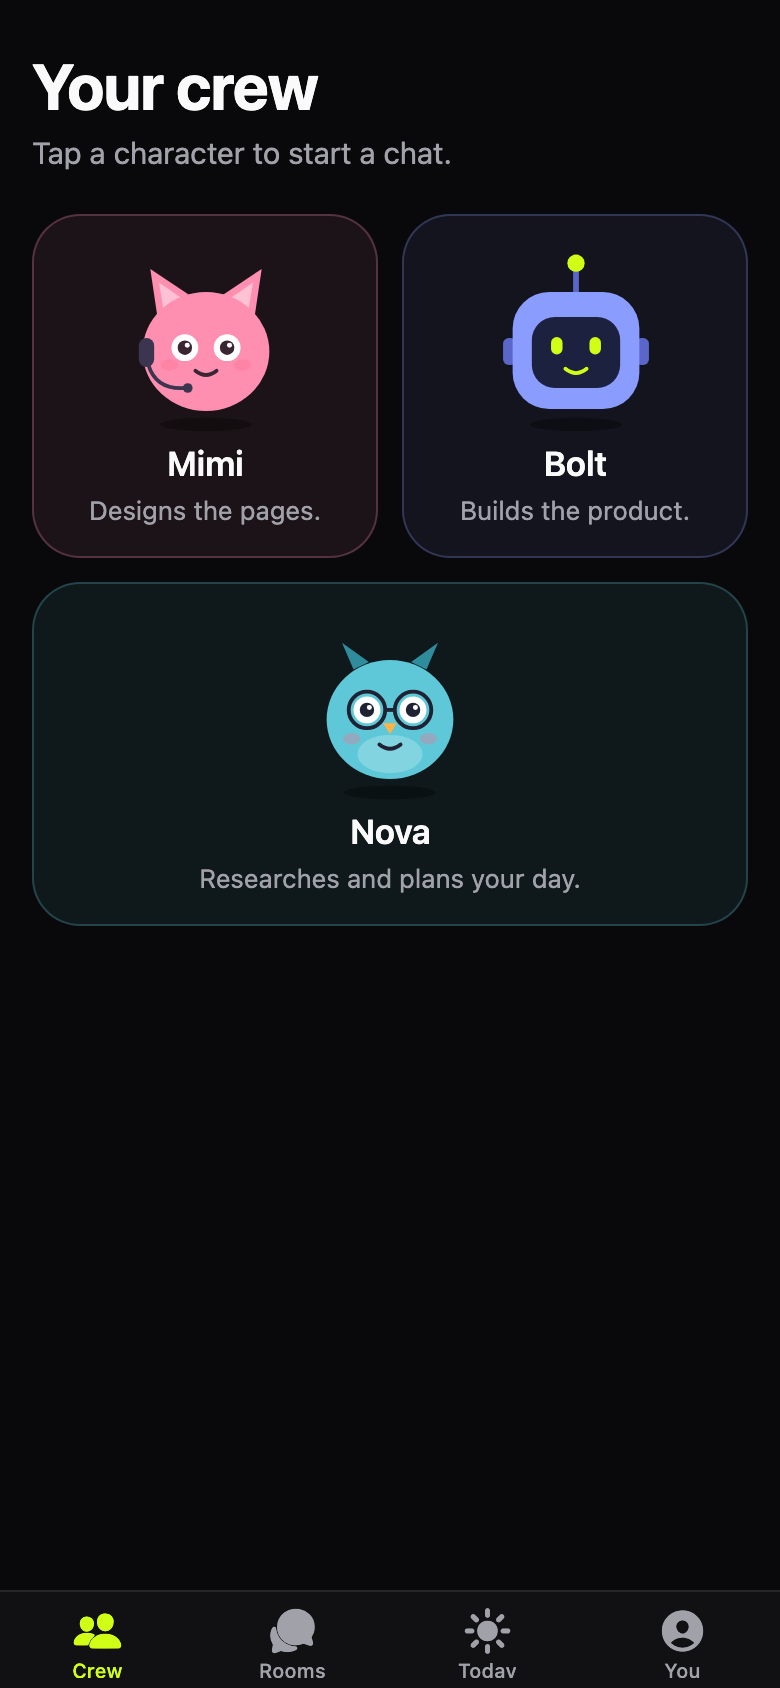 Your crew
Tap a character to start a chat.
Mimi
Designs the pages.
Bolt
Builds the product.
Nova
Researches and plans your day.
Crew
Rooms
Today
You